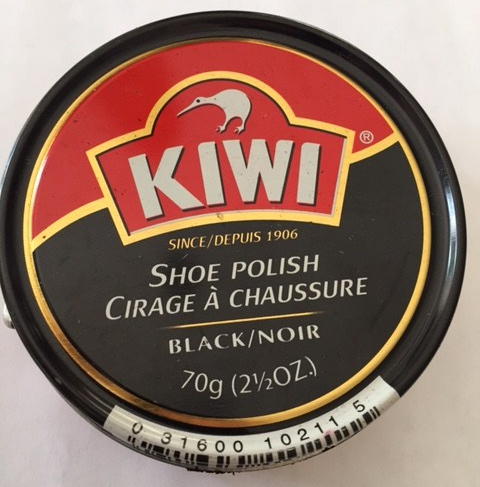 KIWI
®
SINCE/DEPUIS 1906
SHOE POLISH
CIRAGE À CHAUSSURE
BLACK/NOIR
70g (2½OZ.)
0 31600 10211 5